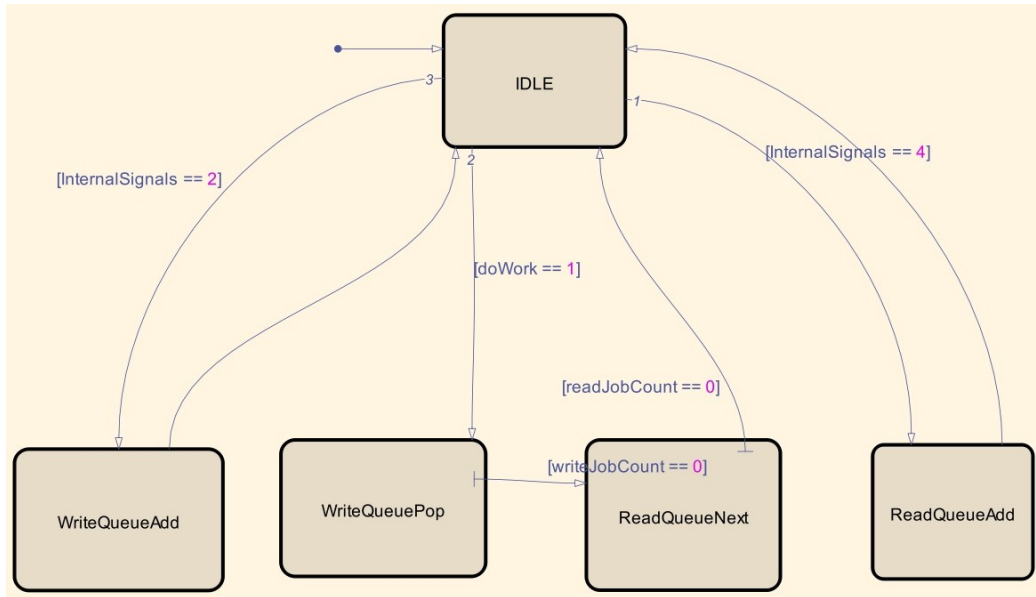 IDLE
3
1
[InternalSignals == 4]
2
[InternalSignals == 2]
[doWork == 1]
[readJobCount == 0]
[writeJobCount == 0]
WriteQueueAdd
WriteQueuePop
ReadQueueNext
ReadQueueAdd